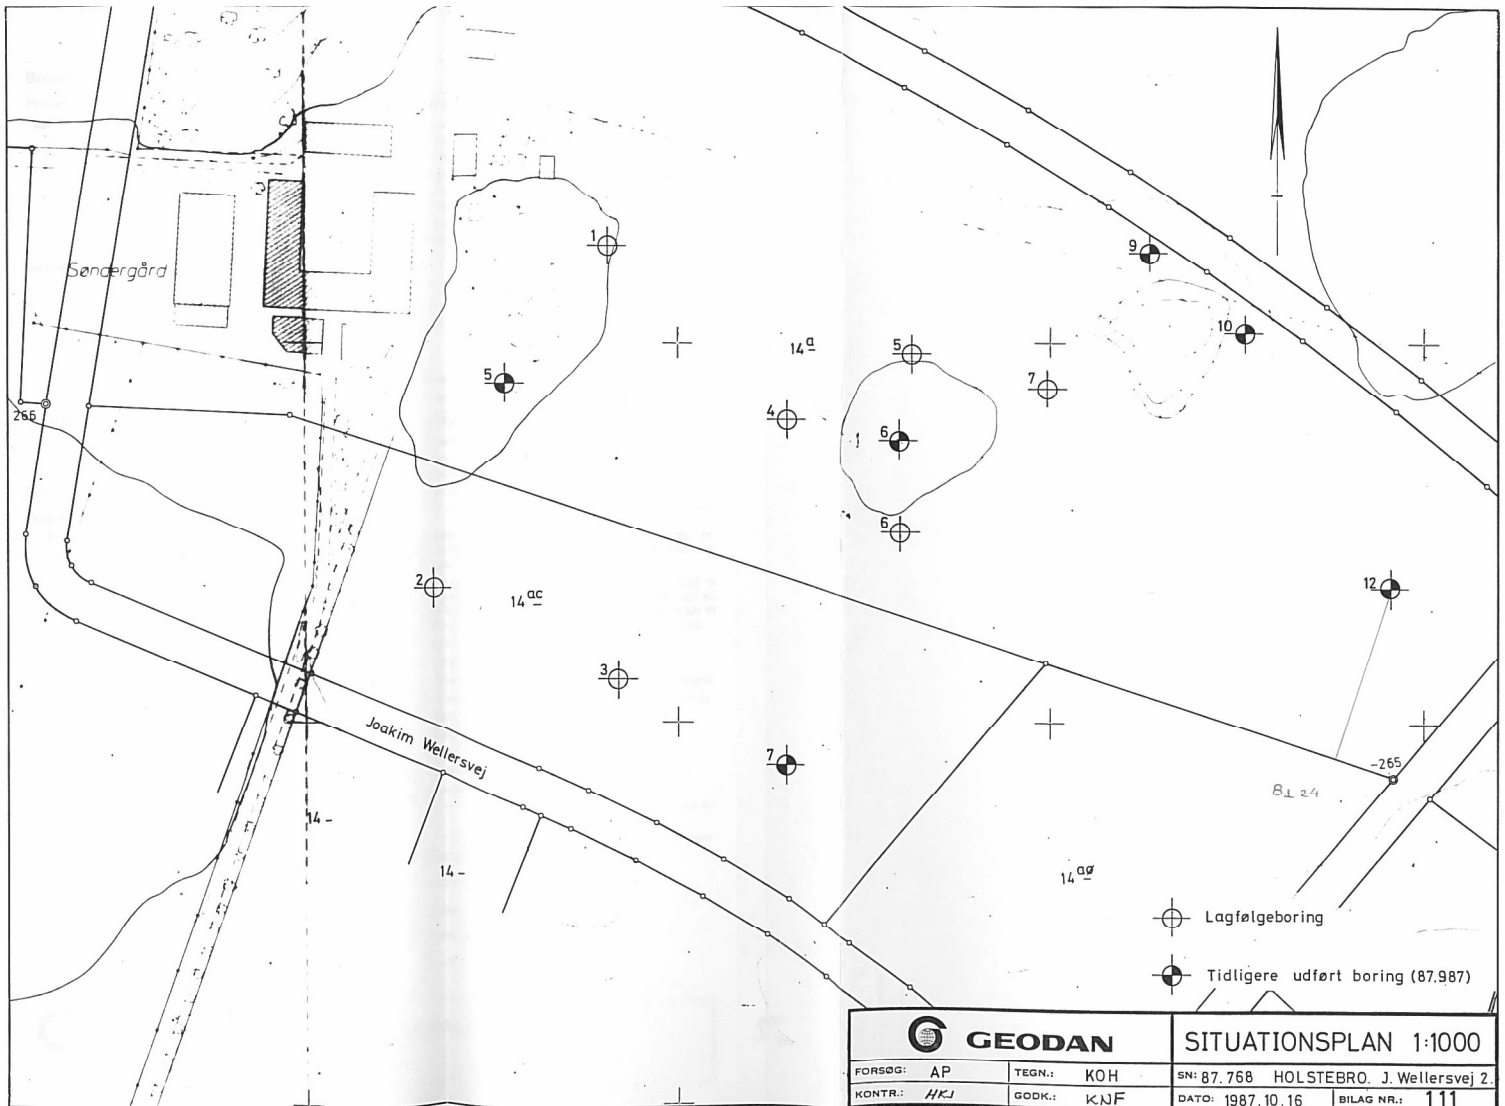 1
9
Søndergård
10
14a
5
7
5
4
266
6
6
2
14ac
12
3
Joakim Wellersvej
7
-265
B⊥24
14-
14-
14aø
Lagfølgeboring
Tidligere udført boring (87.987)
GEODAN
SITUATIONSPLAN 1:1000
FORSØG: AP
TEGN.: KOH
SN: 87.768 HOLSTEBRO. J. Wellersvej 2.
KONTR.: HKJ
GODK.: KNF
DATO: 1987.10.16
BILAG NR.: 111